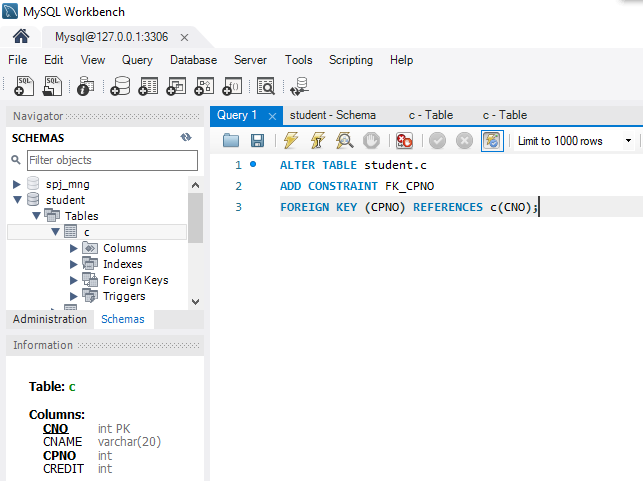 MySQL Workbench
Mysql@127.0.0.1:3306
File Edit View Query Database Server Tools Scripting Help
Navigator
SCHEMAS
Filter objects
spj_mng
student
Tables
c
Columns
Indexes
Foreign Keys
Triggers
Administration Schemas
Information
Table: c
Columns:
CNO int PK
CNAME varchar(20)
CPNO int
CREDIT int
Query 1 student - Schema c - Table c - Table
Limit to 1000 rows
1 ALTER TABLE student.c
2 ADD CONSTRAINT FK_CPNO
3 FOREIGN KEY (CPNO) REFERENCES c(CNO);